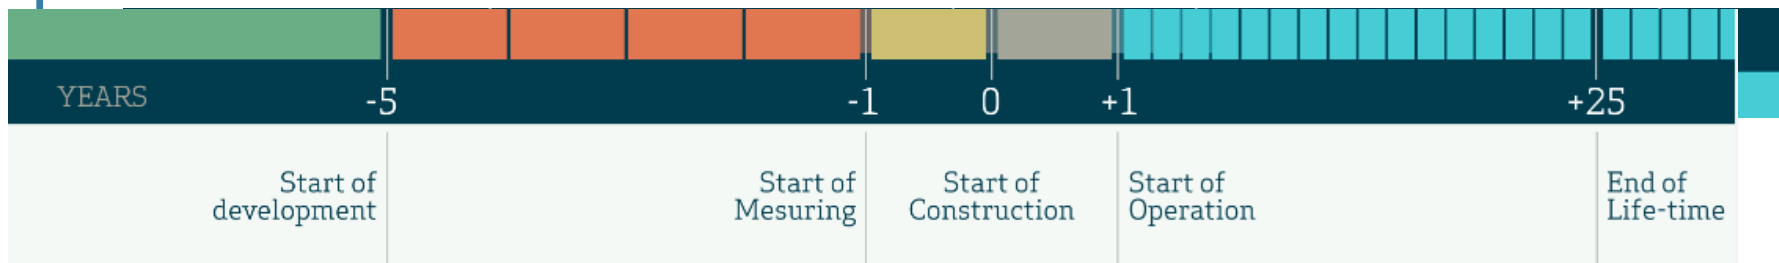 YEARS -5 -1 0 +1 +25
Start of
development
Start of
Mesuring
Start of
Construction
Start of
Operation
End of
Life-time